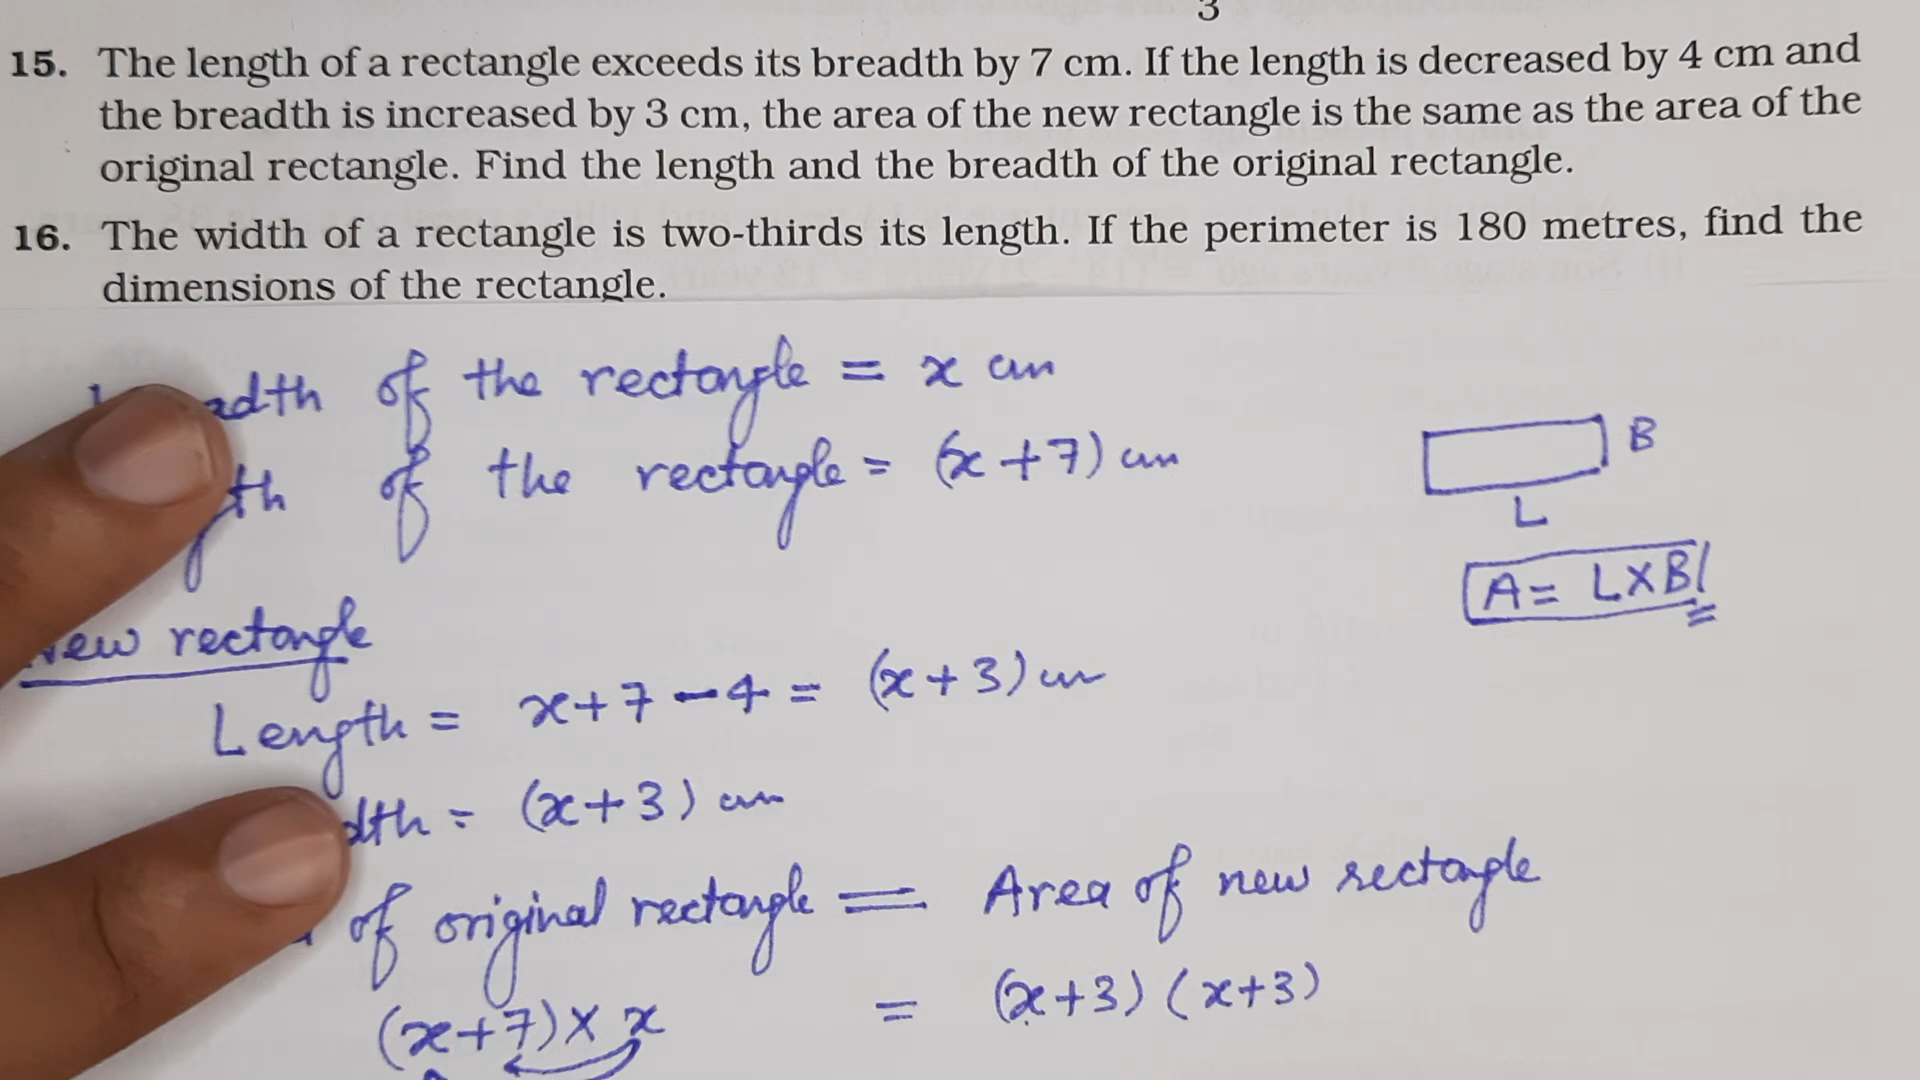 3
15. The length of a rectangle exceeds its breadth by 7 cm. If the length is decreased by 4 cm and
the breadth is increased by 3 cm, the area of the new rectangle is the same as the area of the
original rectangle. Find the length and the breadth of the original rectangle.
16. The width of a rectangle is two-thirds its length. If the perimeter is 180 metres, find the
dimensions of the rectangle.
of the rectangle = x cm
of the rectangle = (x+7) cm
B
L
A = L×B
New rectangle
Length = x+7-4 = (x+3) cm
= (x+3) cm
of original rectangle = Area of new rectangle
(x+7)×x = (x+3)(x+3)